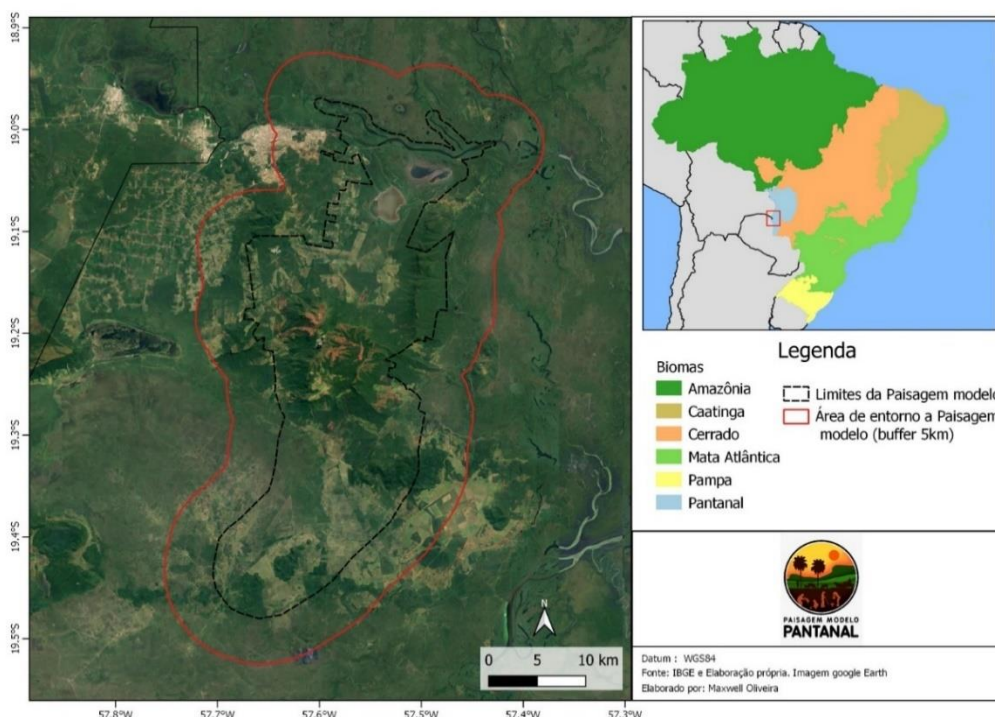 18.9°S
19.0°S
19.1°S
19.2°S
19.3°S
19.4°S
19.5°S
57.8°W
57.7°W
57.6°W
57.5°W
57.4°W
57.3°W
N
0 5 10 km
Legenda
Biomas
Amazônia
Caatinga
Cerrado
Mata Atlântica
Pampa
Pantanal
Limites da Paisagem modelo
Área de entorno a Paisagem
modelo (buffer 5km)
PAISAGEM MODELO
PANTANAL
Datum : WGS84
Fonte: IBGE e Elaboração própria. Imagem google Earth
Elaborado por: Maxwell Oliveira